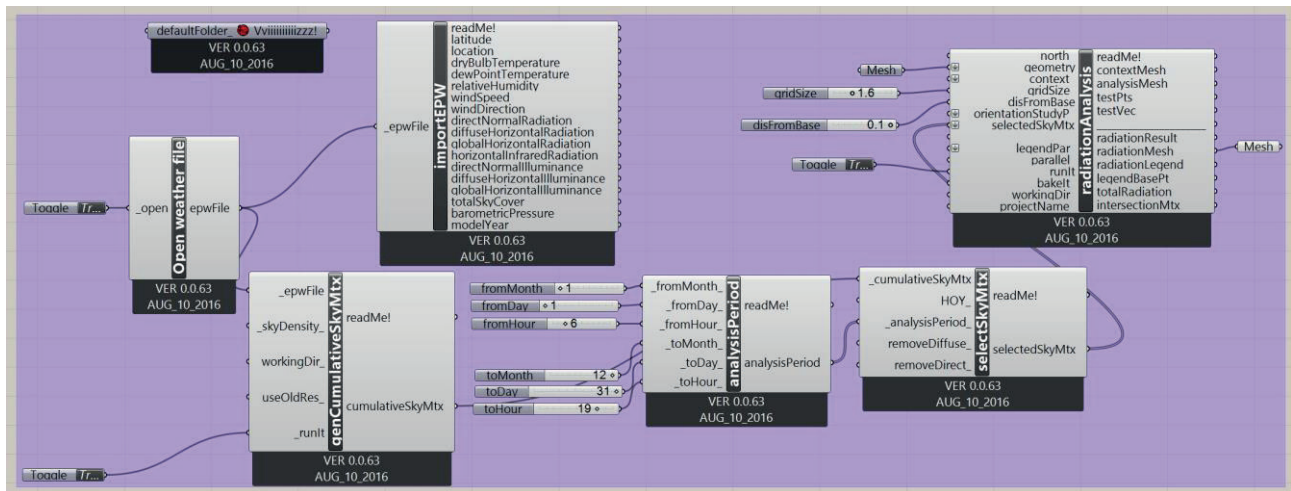 defaultFolder_ Vviiiiiiiiiizzz!
VER 0.0.63
AUG_10_2016
_epwFile
importEPW
readMe!
latitude
location
dryBulbTemperature
dewPointTemperature
relativeHumidity
windSpeed
windDirection
directNormalRadiation
diffuseHorizontalRadiation
globalHorizontalRadiation
horizontalInfraredRadiation
directNormalIlluminance
diffuseHorizontalIlluminance
globalHorizontalIlluminance
totalSkyCover
barometricPressure
modelYear
VER 0.0.63
AUG_10_2016
Toggle Tr...
_open
Open weather file
epwFile
VER 0.0.63
AUG_10_2016
Toggle Tr...
_epwFile
_skyDensity_
workingDir_
useOldRes_
_runIt
genCumulativeSkyMtx
readMe!
cumulativeSkyMtx
VER 0.0.63
AUG_10_2016
fromMonth 1
fromDay 1
fromHour 6
toMonth 12
toDay 31
toHour 19
_fromMonth_
_fromDay_
_fromHour_
_toMonth_
_toDay_
_toHour_
analysisPeriod
readMe!
analysisPeriod
VER 0.0.63
AUG_10_2016
_cumulativeSkyMtx
HOY_
_analysisPeriod_
removeDiffuse_
removeDirect_
selectSkyMtx
readMe!
selectedSkyMtx
VER 0.0.63
AUG_10_2016
Mesh
gridSize 1.6
disFromBase 0.1
Toggle Tr...
north
geometry
context
gridSize
disFromBase
orientationStudyP
selectedSkyMtx
legendPar
parallel
runIt
bakeIt
workingDir
projectName
radiationAnalysis
readMe!
contextMesh
analysisMesh
testPts
testVec
radiationResult
radiationMesh
radiationLegend
legendBasePt
totalRadiation
intersectionMtx
VER 0.0.63
AUG_10_2016
Mesh